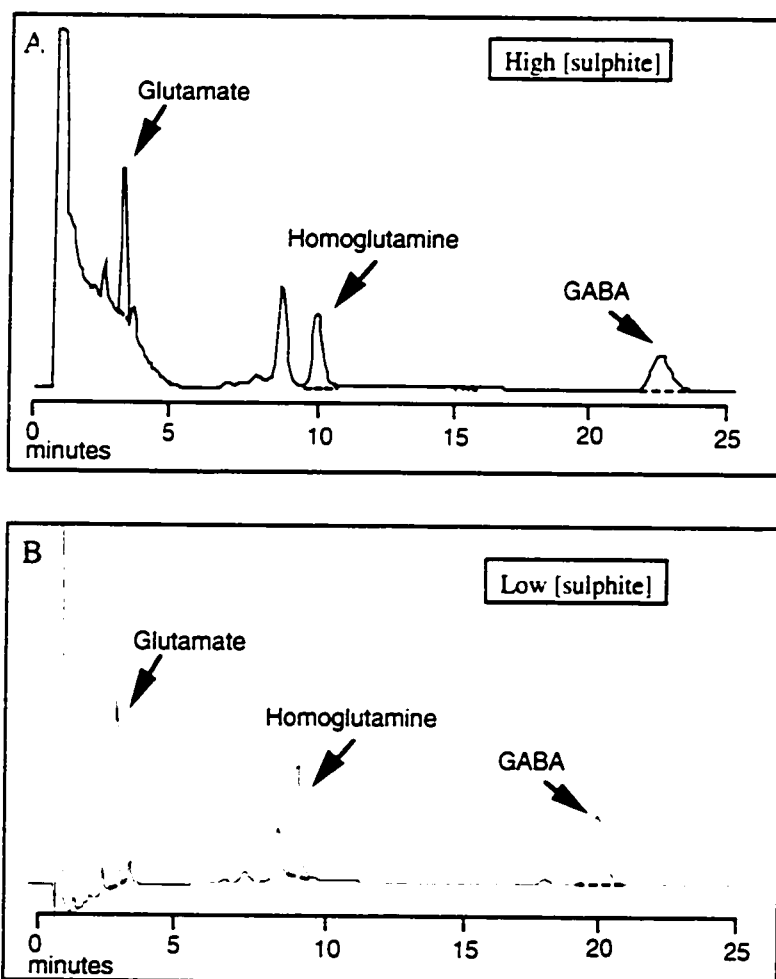 A.
High [sulphite]
Glutamate
Homoglutamine
GABA
0 5 10 15 20 25
minutes
B
Low [sulphite]
Glutamate
Homoglutamine
GABA
0 5 10 15 20 25
minutes